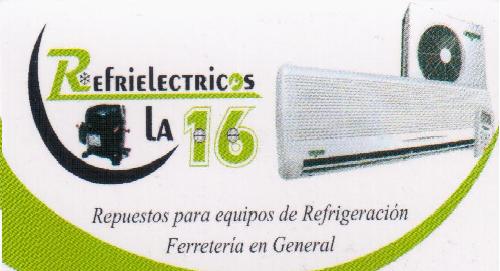 Refrielectricos
La 16
Repuestos para equipos de Refrigeración
Ferretería en General